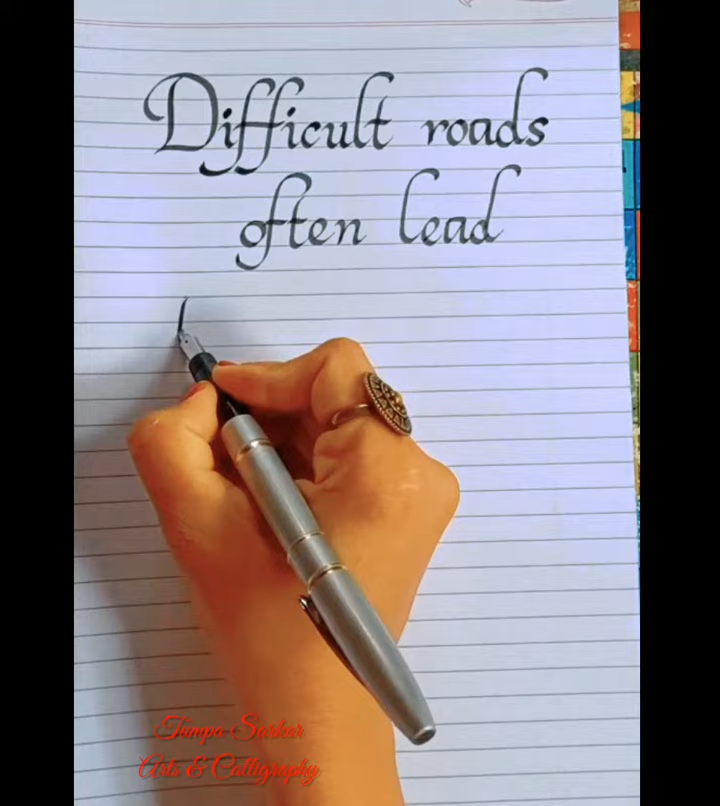 Difficult roads
often lead
Tumpa Sarkar
Arts & Calligraphy